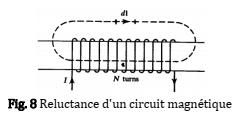 dl
I
N turns
Fig. 8 Reluctance d'un circuit magnétique